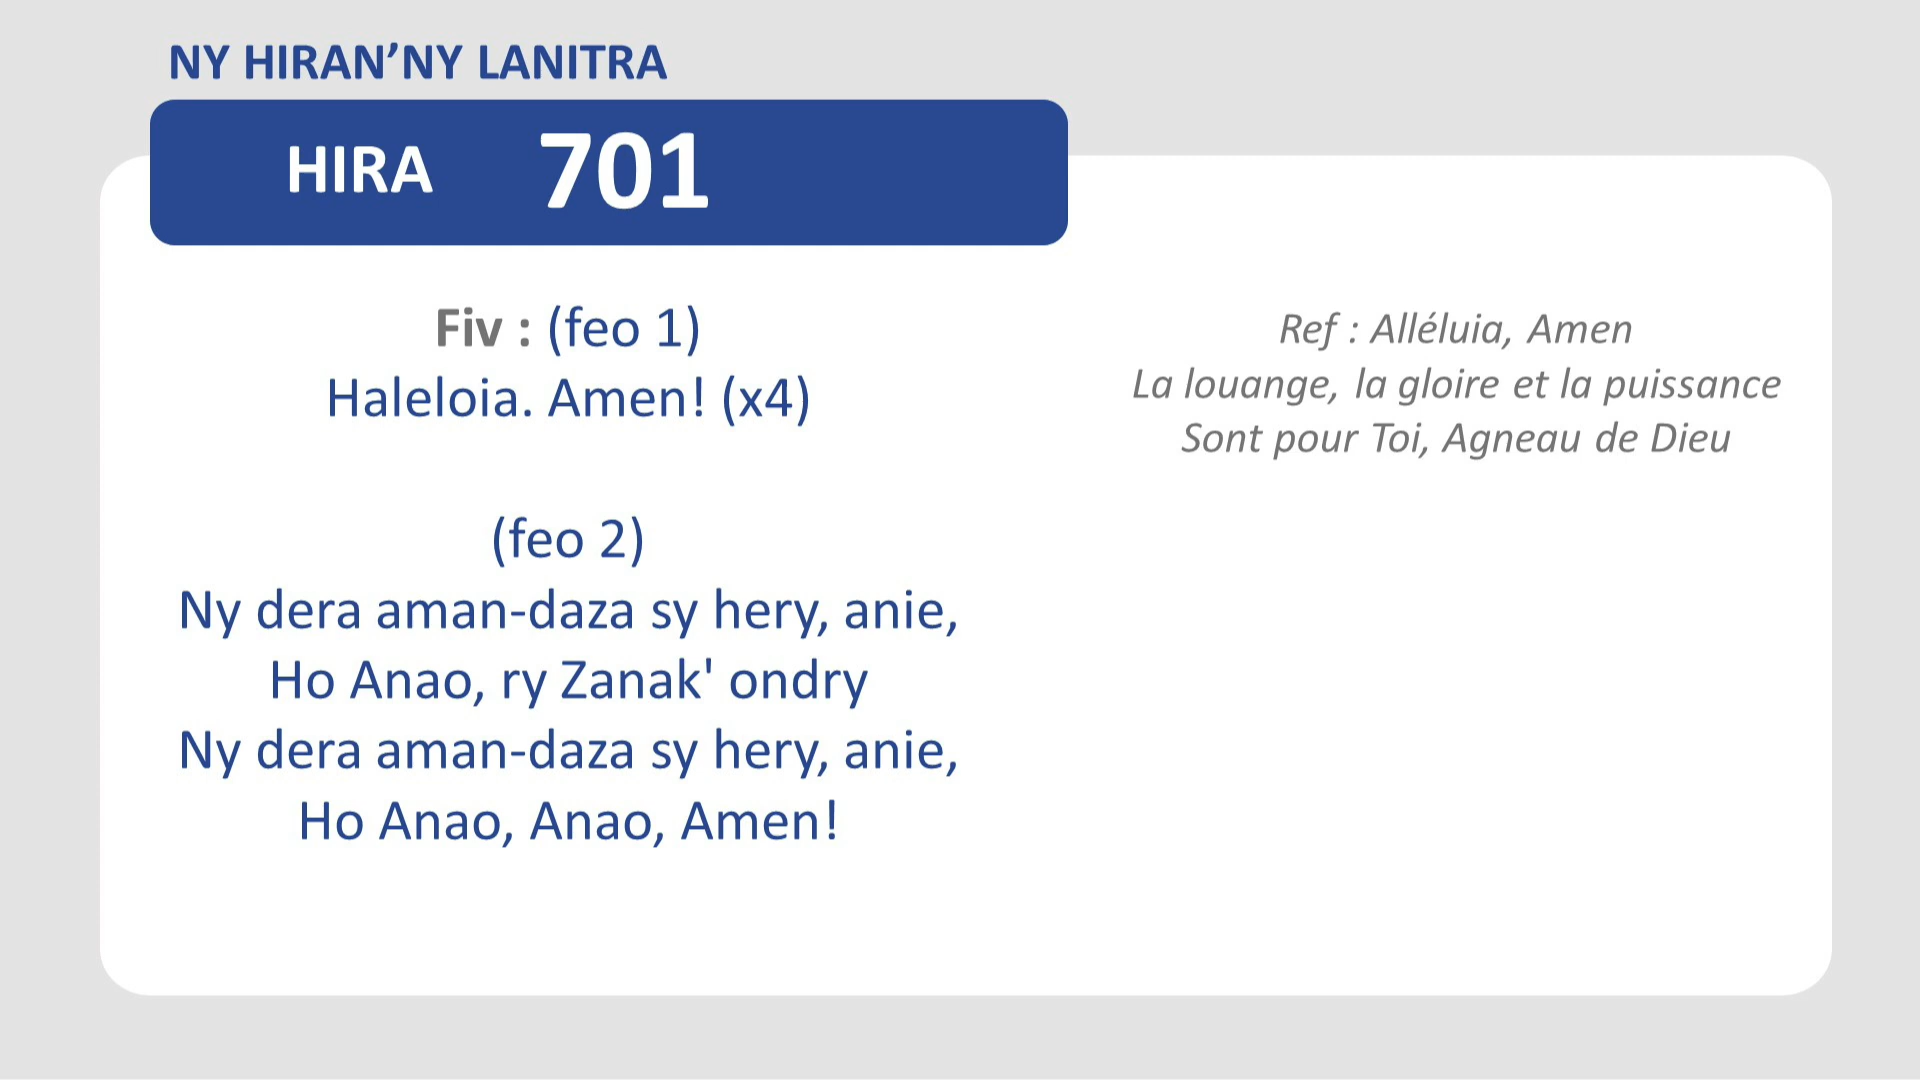 NY HIRAN’NY LANITRA
HIRA 701
Fiv : (feo 1)
Haleloia. Amen! (x4)
(feo 2)
Ny dera aman-daza sy hery, anie,
Ho Anao, ry Zanak' ondry
Ny dera aman-daza sy hery, anie,
Ho Anao, Anao, Amen!
Ref : Alléluia, Amen
La louange, la gloire et la puissance
Sont pour Toi, Agneau de Dieu